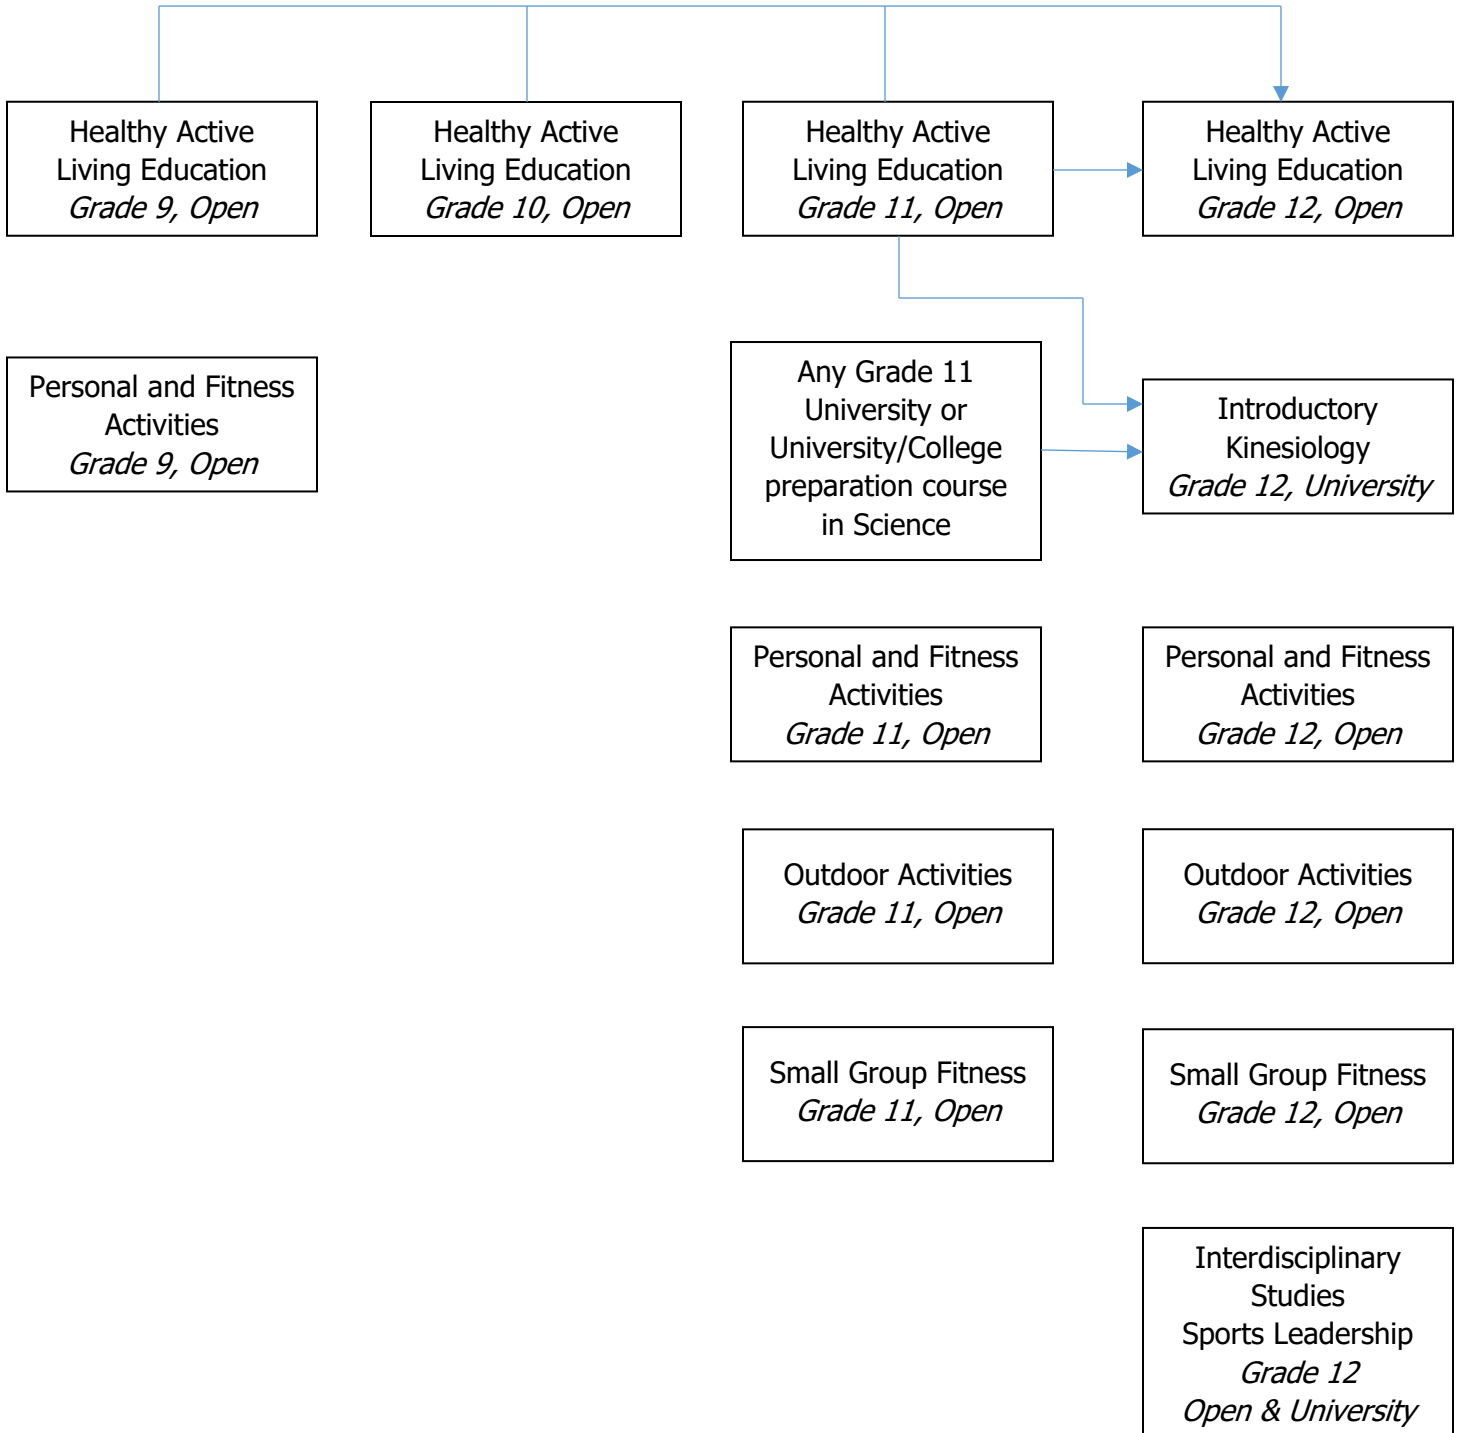 Healthy Active
Living Education
Grade 9, Open
Healthy Active
Living Education
Grade 10, Open
Healthy Active
Living Education
Grade 11, Open
Healthy Active
Living Education
Grade 12, Open
Personal and Fitness
Activities
Grade 9, Open
Any Grade 11
University or
University/College
preparation course
in Science
Introductory
Kinesiology
Grade 12, University
Personal and Fitness
Activities
Grade 11, Open
Personal and Fitness
Activities
Grade 12, Open
Outdoor Activities
Grade 11, Open
Outdoor Activities
Grade 12, Open
Small Group Fitness
Grade 11, Open
Small Group Fitness
Grade 12, Open
Interdisciplinary
Studies
Sports Leadership
Grade 12
Open & University